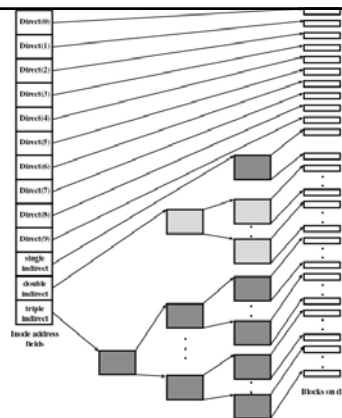 Direct(0)
Direct(1)
Direct(2)
Direct(3)
Direct(4)
Direct(5)
Direct(6)
Direct(7)
Direct(8)
Direct(9)
single
indirect
double
indirect
triple
indirect
Inode address
fields
Blocks on d